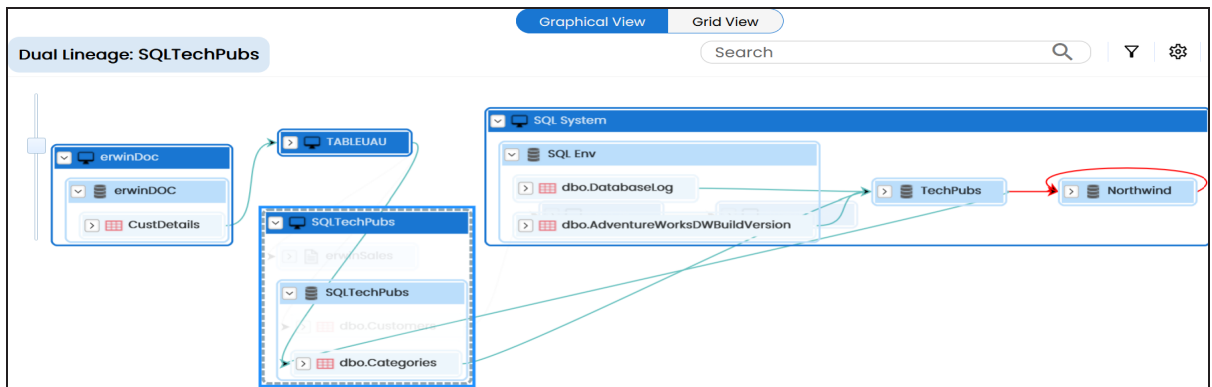 Graphical View
Grid View
Dual Lineage: SQLTechPubs
Search
SQL System
TABLEUAU
erwinDoc
SQL Env
erwinDOC
dbo.DatabaseLog
TechPubs
Northwind
CustDetails
SQLTechPubs
dbo.AdventureWorksDWBuildVersion
erwinSales
SQLTechPubs
dbo.Customers
dbo.Categories